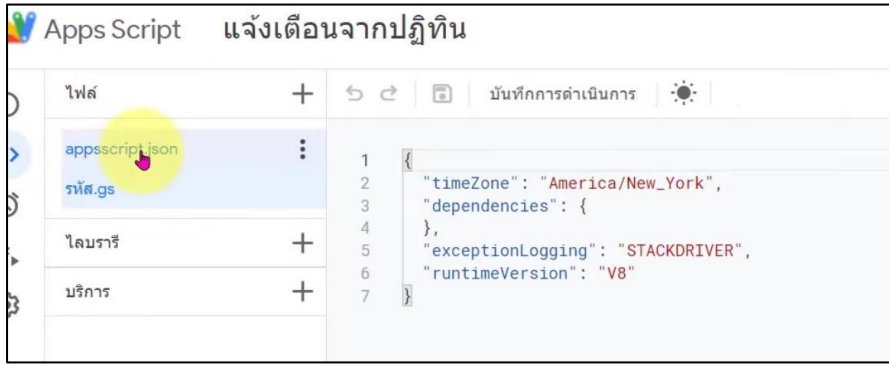 Apps Script แจ้งเตือนจากปฏิทิน
ไฟล์
บันทึกการดำเนินการ
appsscript.json
รหัส.gs
ไลบรารี
บริการ
1 {
2 "timeZone": "America/New_York",
3 "dependencies": {
4 },
5 "exceptionLogging": "STACKDRIVER",
6 "runtimeVersion": "V8"
7 }